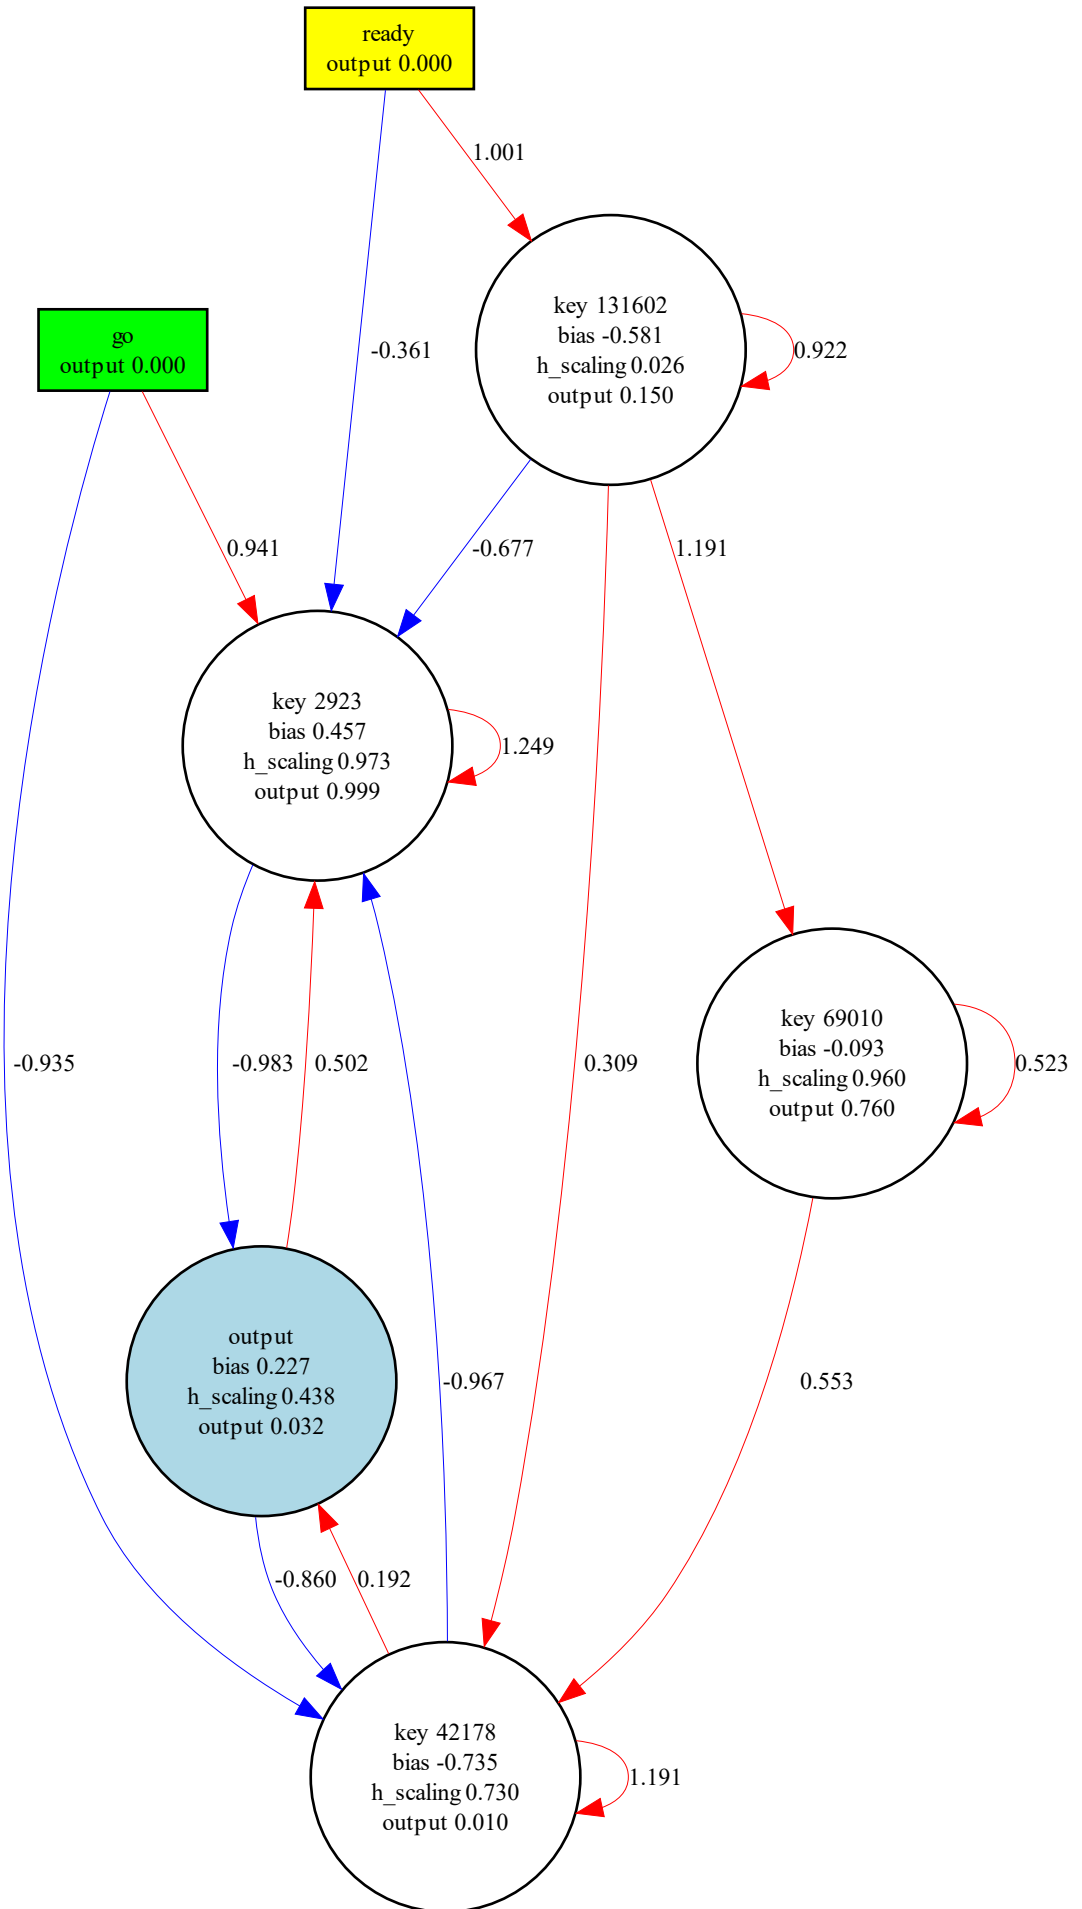 ready
output 0.000
1.001
key 131602
bias -0.581
h_scaling 0.026
output 0.150
0.922
go
output 0.000
-0.361
0.941
-0.677
1.191
key 2923
bias 0.457
h_scaling 0.973
output 0.999
1.249
key 69010
bias -0.093
h_scaling 0.960
output 0.760
0.523
-0.935
-0.983
0.502
0.309
output
bias 0.227
h_scaling 0.438
output 0.032
-0.967
0.553
-0.860
0.192
key 42178
bias -0.735
h_scaling 0.730
output 0.010
1.191